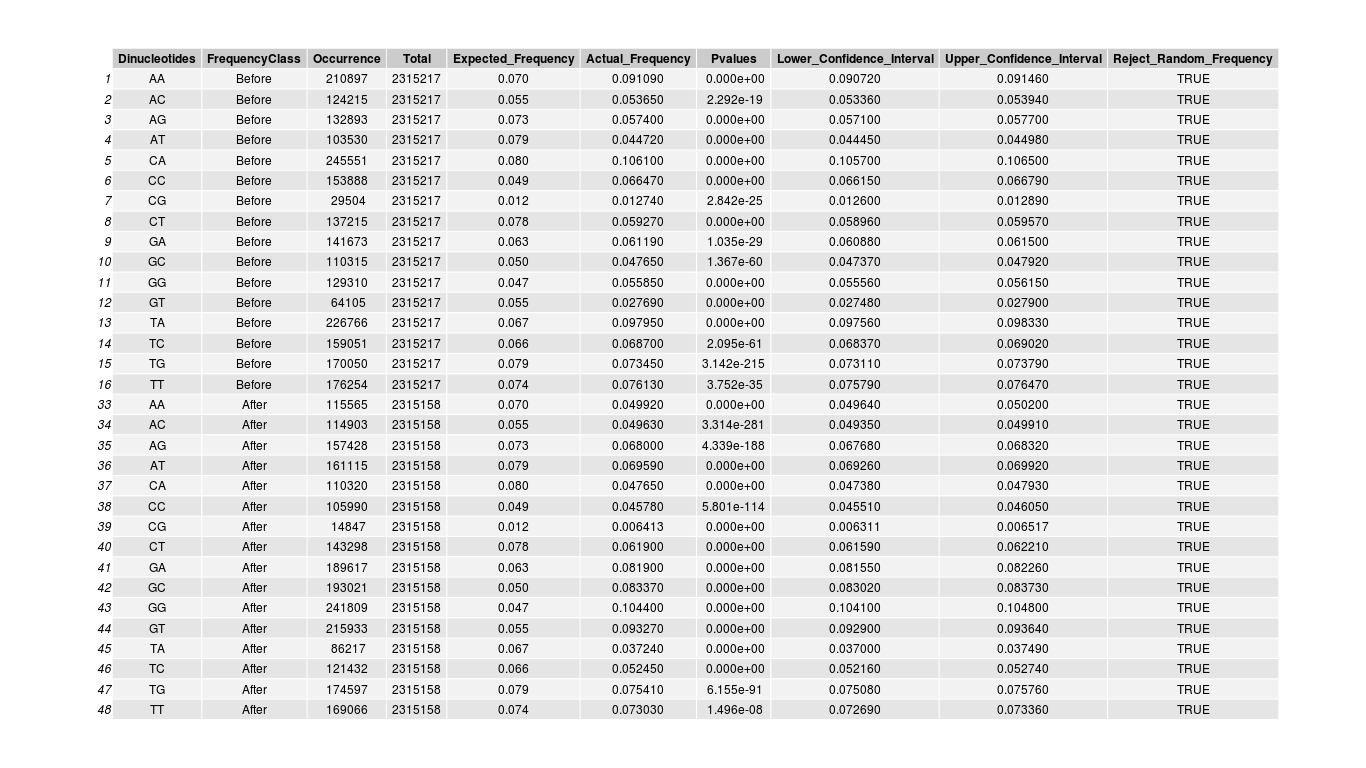 Dinucleotides FrequencyClass Occurrence Total Expected_Frequency Actual_Frequency Pvalues Lower_Confidence_Interval Upper_Confidence_Interval Reject_Random_Frequency
1 AA Before 210897 2315217 0.070 0.091090 0.000e+00 0.090720 0.091460 TRUE
2 AC Before 124215 2315217 0.055 0.053650 2.292e-19 0.053360 0.053940 TRUE
3 AG Before 132893 2315217 0.073 0.057400 0.000e+00 0.057100 0.057700 TRUE
4 AT Before 103530 2315217 0.079 0.044720 0.000e+00 0.044450 0.044980 TRUE
5 CA Before 245551 2315217 0.080 0.106100 0.000e+00 0.105700 0.106500 TRUE
6 CC Before 153888 2315217 0.049 0.066470 0.000e+00 0.066150 0.066790 TRUE
7 CG Before 29504 2315217 0.012 0.012740 2.842e-25 0.012600 0.012890 TRUE
8 CT Before 137215 2315217 0.078 0.059270 0.000e+00 0.058960 0.059570 TRUE
9 GA Before 141673 2315217 0.063 0.061190 1.035e-29 0.060880 0.061500 TRUE
10 GC Before 110315 2315217 0.050 0.047650 1.367e-60 0.047370 0.047920 TRUE
11 GG Before 129310 2315217 0.047 0.055850 0.000e+00 0.055560 0.056150 TRUE
12 GT Before 64105 2315217 0.055 0.027690 0.000e+00 0.027480 0.027900 TRUE
13 TA Before 226766 2315217 0.067 0.097950 0.000e+00 0.097560 0.098330 TRUE
14 TC Before 159051 2315217 0.066 0.068700 2.095e-61 0.068370 0.069020 TRUE
15 TG Before 170050 2315217 0.079 0.073450 3.142e-215 0.073110 0.073790 TRUE
16 TT Before 176254 2315217 0.074 0.076130 3.752e-35 0.075790 0.076470 TRUE
33 AA After 115565 2315158 0.070 0.049920 0.000e+00 0.049640 0.050200 TRUE
34 AC After 114903 2315158 0.055 0.049630 3.314e-281 0.049350 0.049910 TRUE
35 AG After 157428 2315158 0.073 0.068000 4.339e-188 0.067680 0.068320 TRUE
36 AT After 161115 2315158 0.079 0.069590 0.000e+00 0.069260 0.069920 TRUE
37 CA After 110320 2315158 0.080 0.047650 0.000e+00 0.047380 0.047930 TRUE
38 CC After 105990 2315158 0.049 0.045780 5.801e-114 0.045510 0.046050 TRUE
39 CG After 14847 2315158 0.012 0.006413 0.000e+00 0.006311 0.006517 TRUE
40 CT After 143298 2315158 0.078 0.061900 0.000e+00 0.061590 0.062210 TRUE
41 GA After 189617 2315158 0.063 0.081900 0.000e+00 0.081550 0.082260 TRUE
42 GC After 193021 2315158 0.050 0.083370 0.000e+00 0.083020 0.083730 TRUE
43 GG After 241809 2315158 0.047 0.104400 0.000e+00 0.104100 0.104800 TRUE
44 GT After 215933 2315158 0.055 0.093270 0.000e+00 0.092900 0.093640 TRUE
45 TA After 86217 2315158 0.067 0.037240 0.000e+00 0.037000 0.037490 TRUE
46 TC After 121432 2315158 0.066 0.052450 0.000e+00 0.052160 0.052740 TRUE
47 TG After 174597 2315158 0.079 0.075410 6.155e-91 0.075080 0.075760 TRUE
48 TT After 169066 2315158 0.074 0.073030 1.496e-08 0.072690 0.073360 TRUE